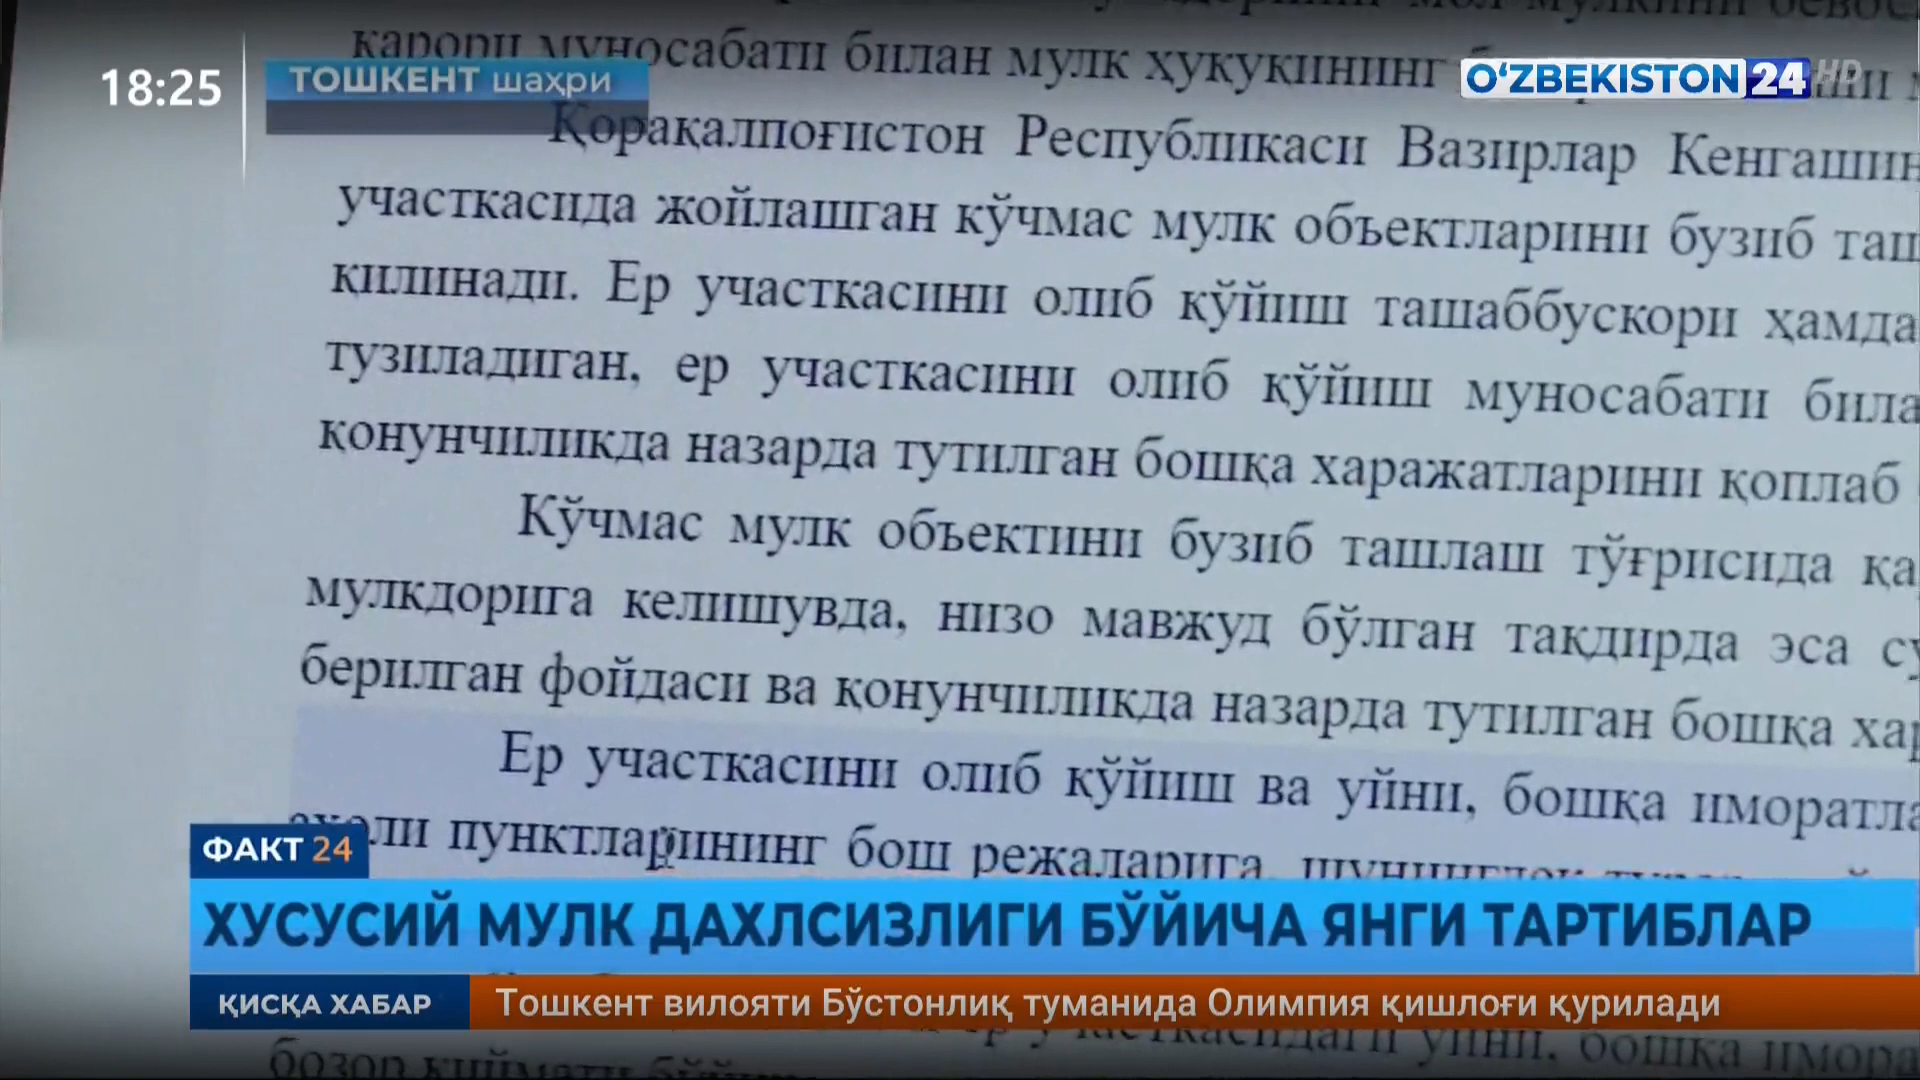 18:25
ТОШКЕНТ шаҳри
O‘ZBEKISTON 24 HD
қарори муносабати билан мулк ҳуқуқининг
Қорақалпоғистон Республикаси Вазирлар
участкасида жойлашган кўчмас мулк объектларини бузиб
қилинади. Ер участкасини олиб қўйиш ташаббускори ҳамда
тузиладиган, ер участкасини олиб қўйиш муносабати
қонунчиликда назарда тутилган бошқа харажатларини қоплаб
Кўчмас мулк объектини бузиб ташлаш тўғрисида
мулкдорига келишувда, низо мавжуд бўлган тақдирда эса
берилган фойдаси ва қонунчиликда назарда тутилган бошқа
Ер участкасини олиб қўйиш ва уйни, бошқа
пунктларининг бош режаларига,
ФАКТ 24
ХУСУСИЙ МУЛК ДАХЛСИЗЛИГИ БЎЙИЧА ЯНГИ ТАРТИБЛАР
ҚИСҚА ХАБАР
Тошкент вилояти Бўстонлиқ туманида Олимпия қишлоғи қурилади
уйни, бошқа